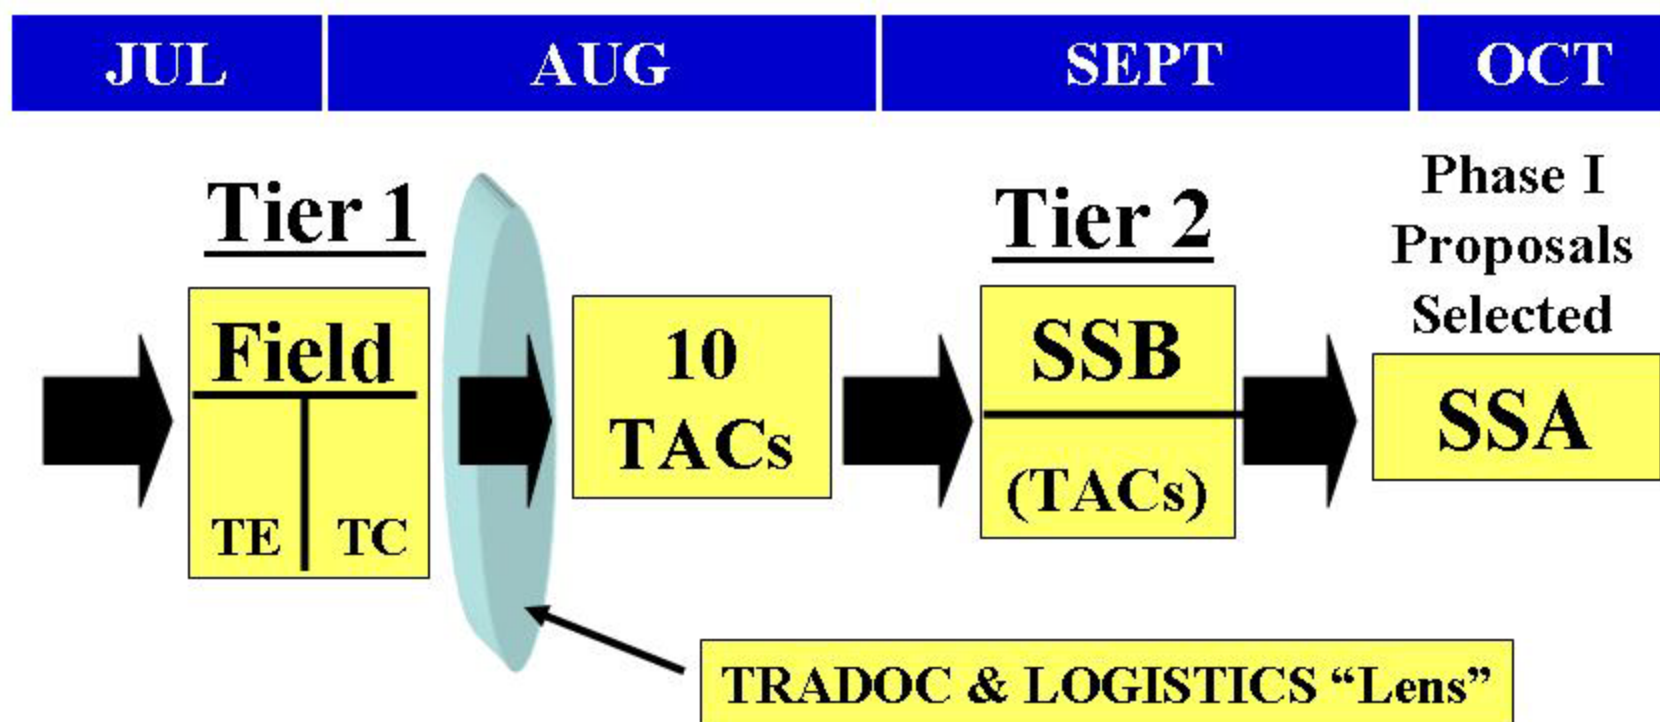 JUL AUG SEPT OCT
Tier 1
Field
TE TC
10
TACs
Tier 2
SSB
(TACs)
Phase I
Proposals
Selected
SSA
TRADOC & LOGISTICS “Lens”